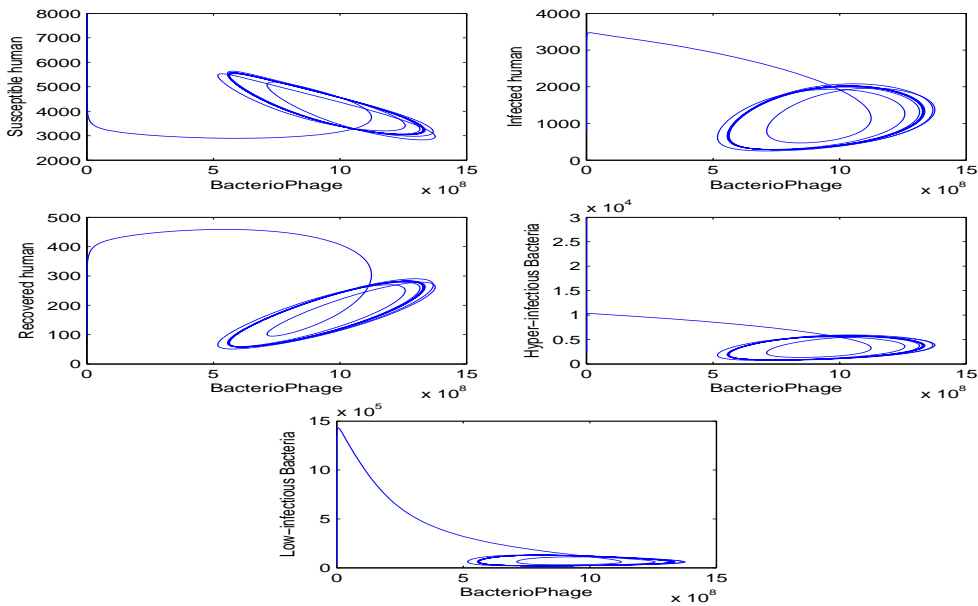 8000
7000
6000
5000
4000
3000
2000
Susceptible human
0 5 10 15
BacterioPhage
x 10^8
4000
3000
2000
1000
0
Infected human
0 5 10 15
BacterioPhage
x 10^8
500
400
300
200
100
0
Recovered human
0 5 10 15
BacterioPhage
x 10^8
x 10^4
3
2.5
2
1.5
1
0.5
0
Hyper-infectious Bacteria
0 5 10 15
BacterioPhage
x 10^8
x 10^5
15
10
5
0
Low-infectious Bacteria
0 5 10 15
BacterioPhage
x 10^8